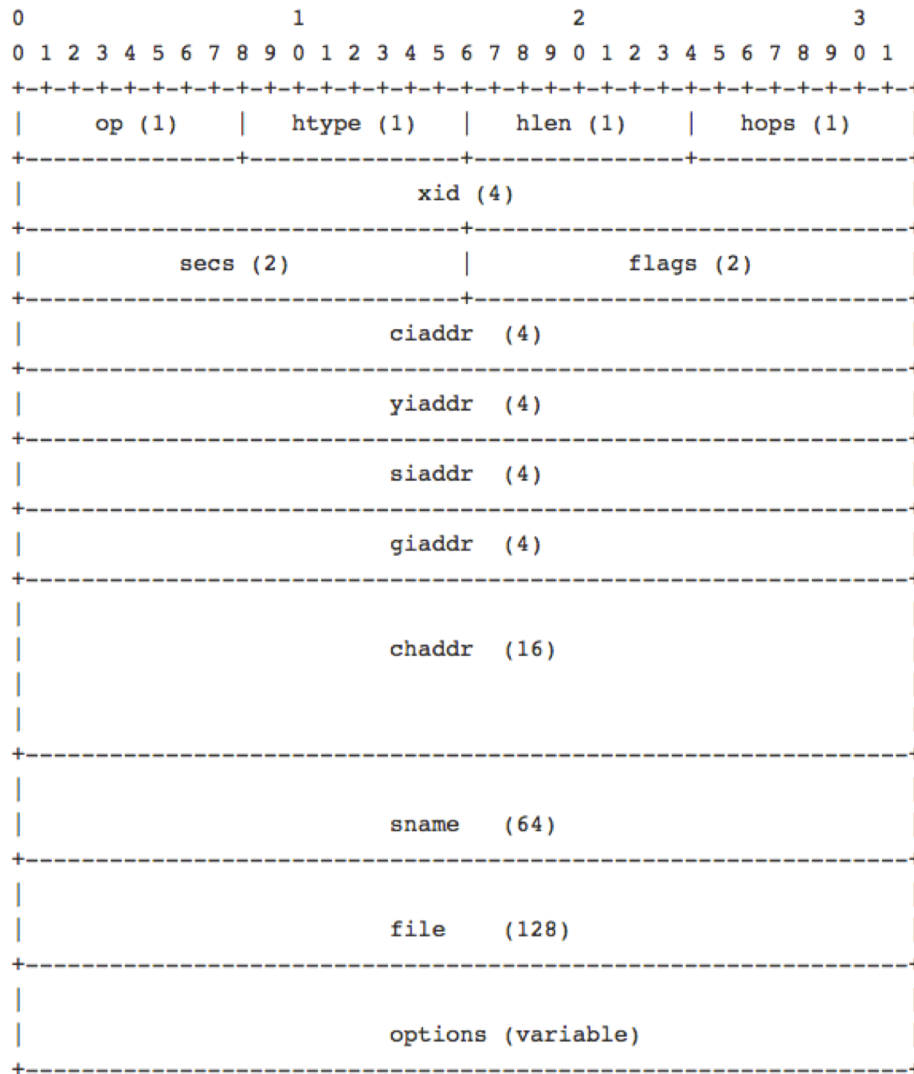 0 1 2 3
0 1 2 3 4 5 6 7 8 9 0 1 2 3 4 5 6 7 8 9 0 1 2 3 4 5 6 7 8 9 0 1
+-+-+-+-+-+-+-+-+-+-+-+-+-+-+-+-+-+-+-+-+-+-+-+-+-+-+-+-+-+-+-+-+
| op (1) | htype (1) | hlen (1) | hops (1) |
+---------------+---------------+---------------+---------------+
| xid (4) |
+-------------------------------+-------------------------------+
| secs (2) | flags (2) |
+-------------------------------+-------------------------------+
| ciaddr (4) |
+---------------------------------------------------------------+
| yiaddr (4) |
+---------------------------------------------------------------+
| siaddr (4) |
+---------------------------------------------------------------+
| giaddr (4) |
+---------------------------------------------------------------+
| |
| chaddr (16) |
| |
| |
+---------------------------------------------------------------+
| |
| sname (64) |
+---------------------------------------------------------------+
| |
| file (128) |
+---------------------------------------------------------------+
| |
| options (variable) |
+---------------------------------------------------------------+